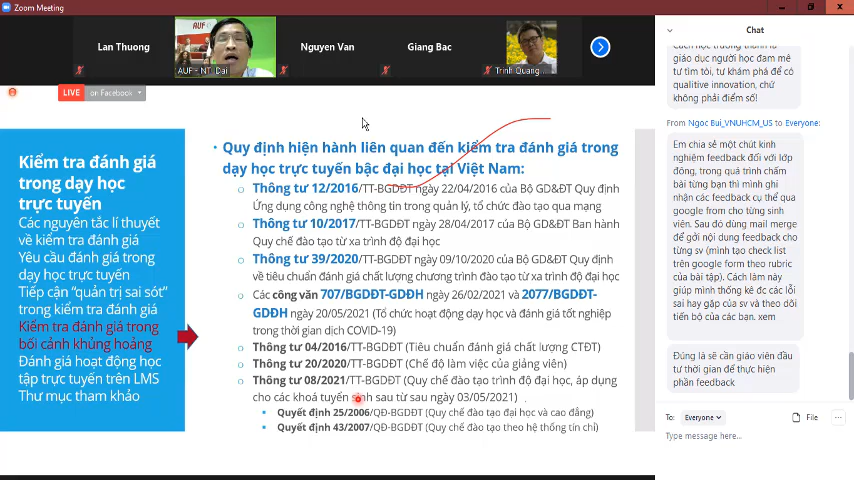 Zoom Meeting
Lan Thuong
AUF - NT. Dai
Nguyen Van
Giang Bac
Trinh Quang...
LIVE on Facebook
Kiểm tra đánh giá
trong dạy học
trực tuyến
Các nguyên tắc lí thuyết
về kiểm tra đánh giá
Yêu cầu đánh giá trong
dạy học trực tuyến
Tiếp cận “quản trị sai sót”
trong kiểm tra đánh giá
Kiểm tra đánh giá trong
bối cảnh khủng hoảng
Đánh giá hoạt động học
tập trực tuyến trên LMS
Thư mục tham khảo
Quy định hiện hành liên quan đến kiểm tra đánh giá trong
dạy học trực tuyến bậc đại học tại Việt Nam:
Thông tư 12/2016/TT-BGDĐT ngày 22/04/2016 của Bộ GD&ĐT Quy định
Ứng dụng công nghệ thông tin trong quản lý, tổ chức đào tạo qua mạng
Thông tư 10/2017/TT-BGDĐT ngày 28/04/2017 của Bộ GD&ĐT Ban hành
Quy chế đào tạo từ xa trình độ đại học
Thông tư 39/2020/TT-BGDĐT ngày 09/10/2020 của Bộ GD&ĐT Quy định
về tiêu chuẩn đánh giá chất lượng chương trình đào tạo từ xa trình độ đại học
Các công văn 707/BGDĐT-GDĐH ngày 26/02/2021 và 2077/BGDĐT-
GDĐH ngày 20/05/2021 (Tổ chức hoạt động dạy học và đánh giá tốt nghiệp
trong thời gian dịch COVID-19)
Thông tư 04/2016/TT-BGDĐT (Tiêu chuẩn đánh giá chất lượng CTĐT)
Thông tư 20/2020/TT-BGDĐT (Chế độ làm việc của giảng viên)
Thông tư 08/2021/TT-BGDĐT (Quy chế đào tạo trình độ đại học, áp dụng
cho các khoá tuyển sinh sau từ sau ngày 03/05/2021)
Quyết định 25/2006/QĐ-BGDĐT (Quy chế đào tạo đại học và cao đẳng)
Quyết định 43/2007/QĐ-BGDĐT (Quy chế đào tạo theo hệ thống tín chỉ)
Chat
Cách học trưởng thành là
giáo dục người học đam mê
tự tìm tòi, tự khám phá để có
qualitive innovation, chứ
không phải điểm số!
From Ngoc Bui_VNUHCM_US to Everyone:
Em chia sẻ một chút kinh
nghiệm feedback đối với lớp
đông, trong quá trình chấm
bài từng bạn thì mình ghi
nhận các feedback cụ thể qua
google from cho từng sinh
viên. Sau đó dùng mail merge
để gởi nội dung feedback cho
từng sv (mình tạo check list
trên google form theo rubric
của bài tập). Cách làm này
giúp mình thống kê đc các lỗi
sai hay gặp của sv và theo dõi
tiến bộ của các bạn. xem
Đúng là sẽ cần giáo viên đầu
tư thời gian để thực hiện
phần feedback
To: Everyone
File
Type message here...